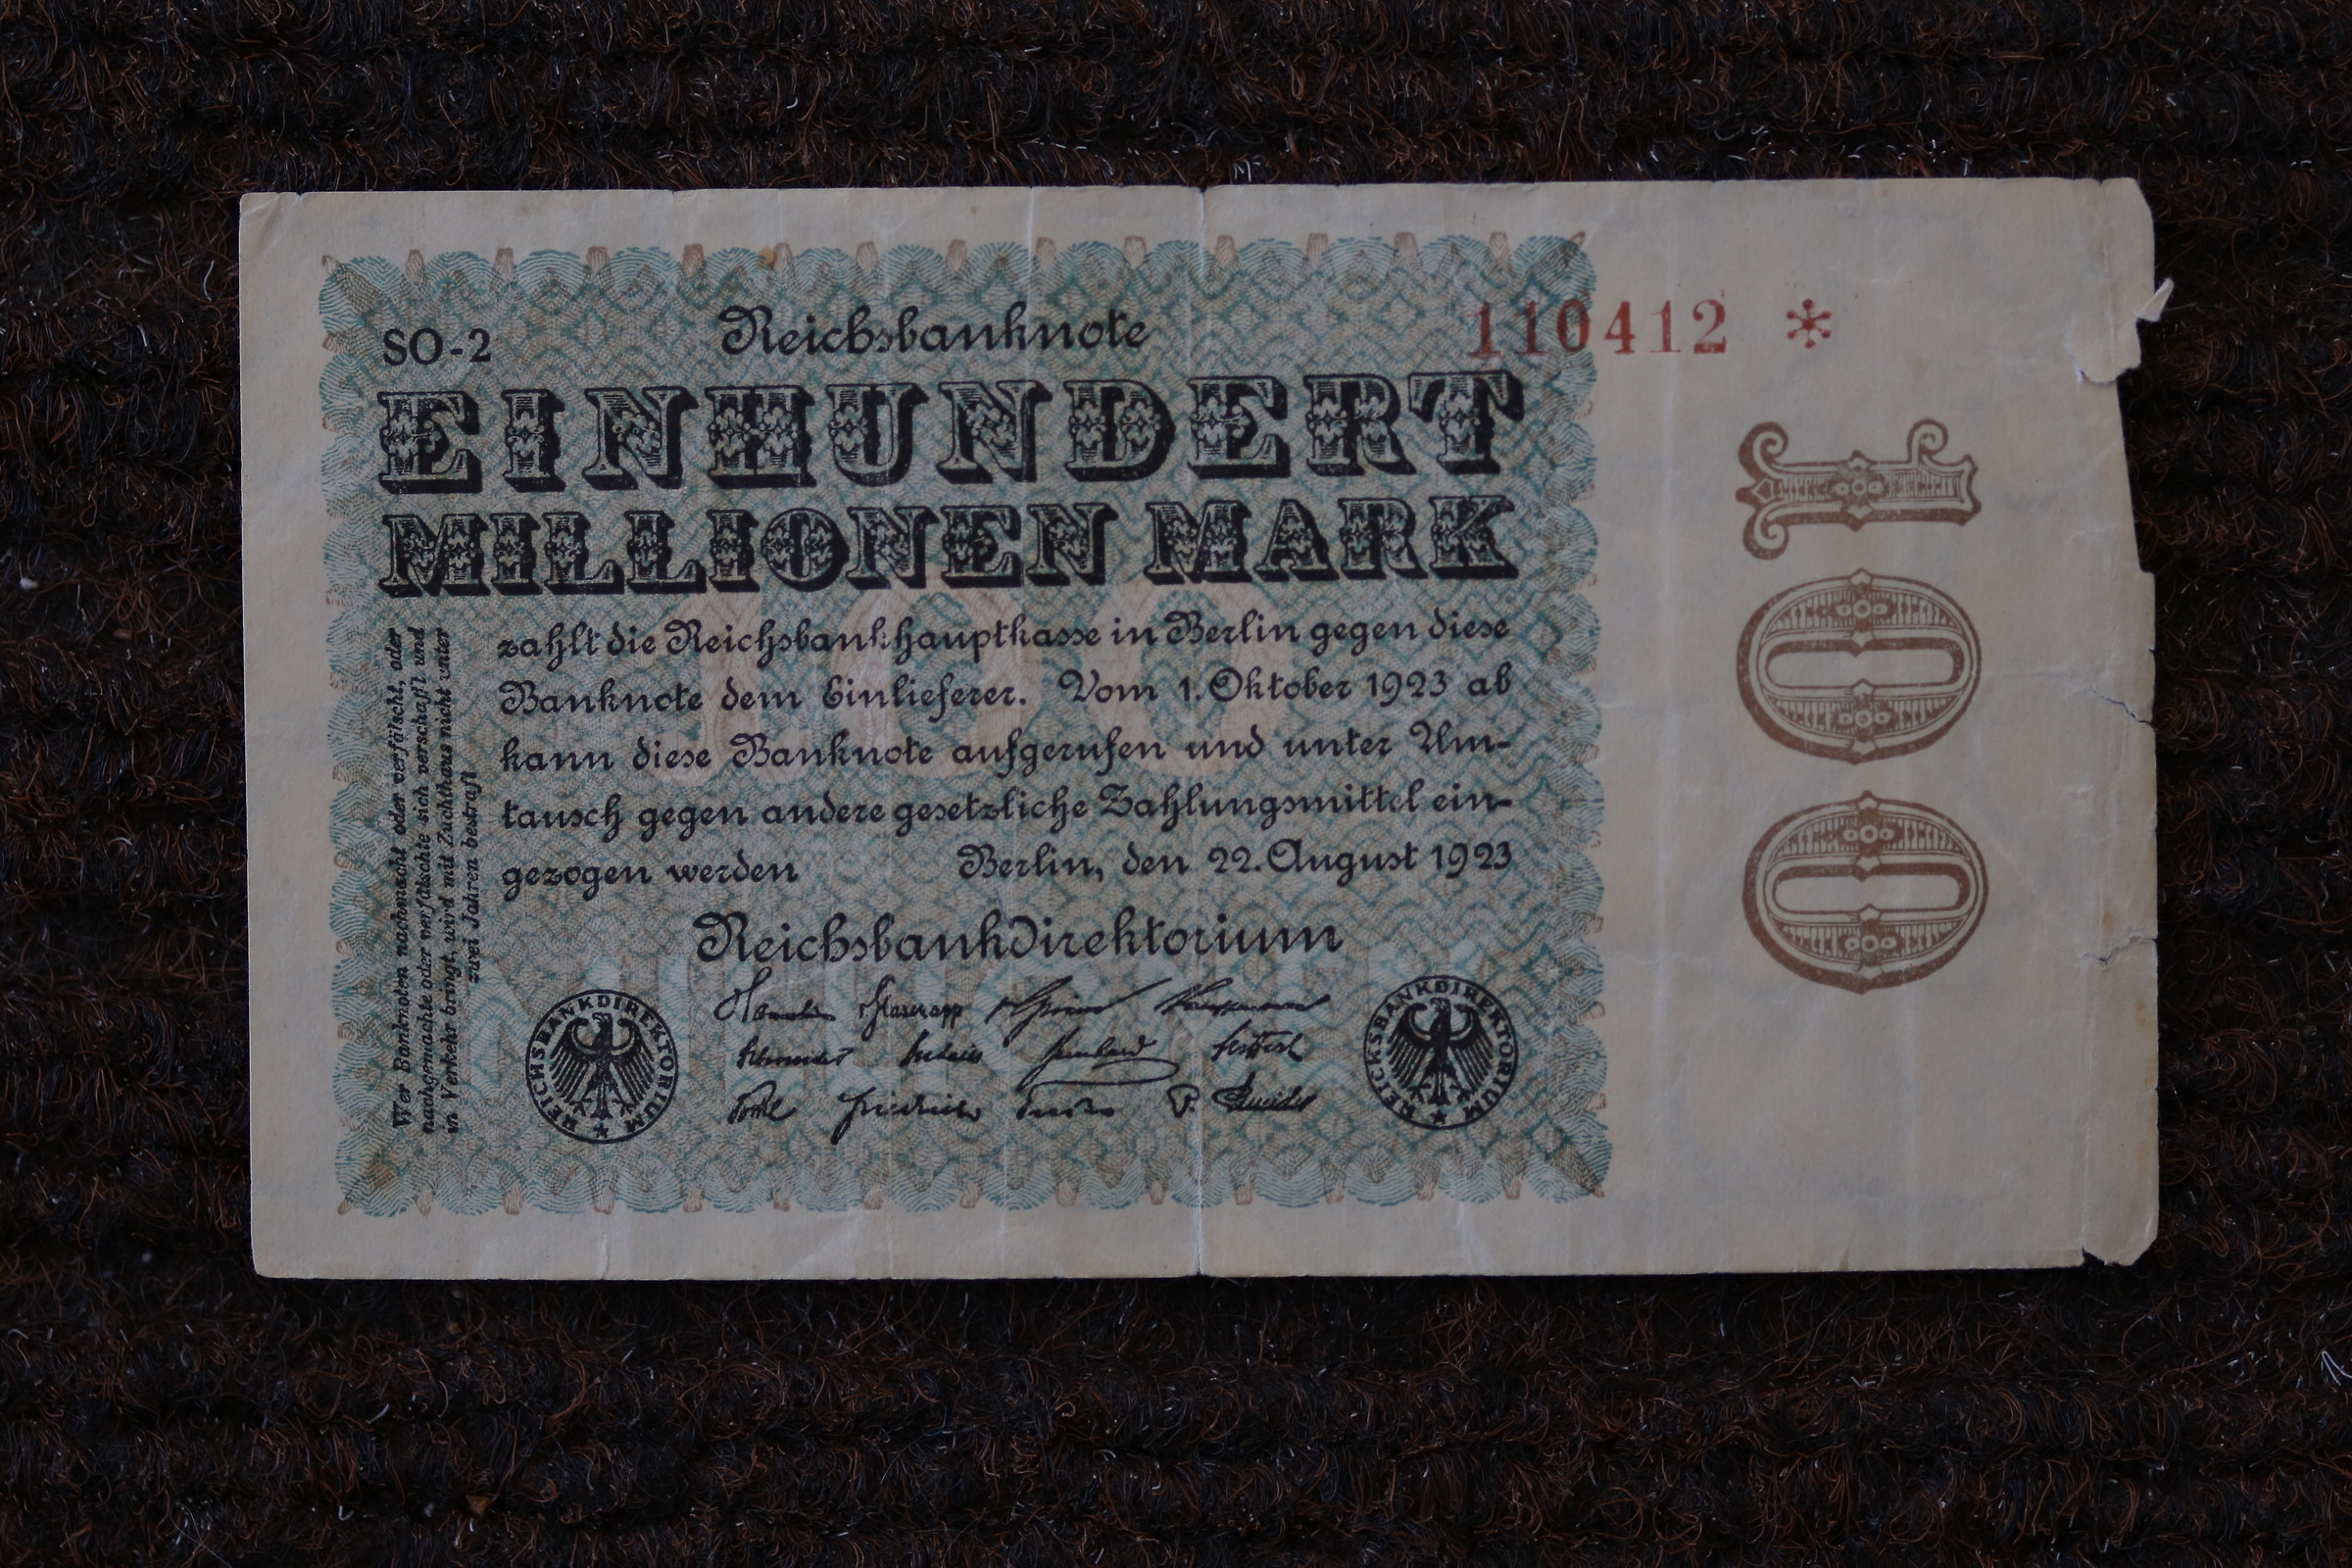 SO-2
Reichsbanknote
110412 *
EINHUNDERT
MILLIONEN MARK
zahlt die Reichsbankhauptkasse in Berlin gegen diese
Banknote dem Einlieferer. Vom 1. Oktober 1923 ab
kann diese Banknote aufgerufen und unter Um-
tausch gegen andere gesetzliche Zahlungsmittel ein-
gezogen werden
Berlin, den 22. August 1923
Reichsbankdirektorium
REICHSBANKDIREKTORIUM
REICHSBANKDIREKTORIUM
Wer Banknoten nachmacht oder verfälscht, oder
nachgemachte oder verfälschte sich verschafft und
in Verkehr bringt, wird mit Zuchthaus nicht unter
zwei Jahren bestraft
100